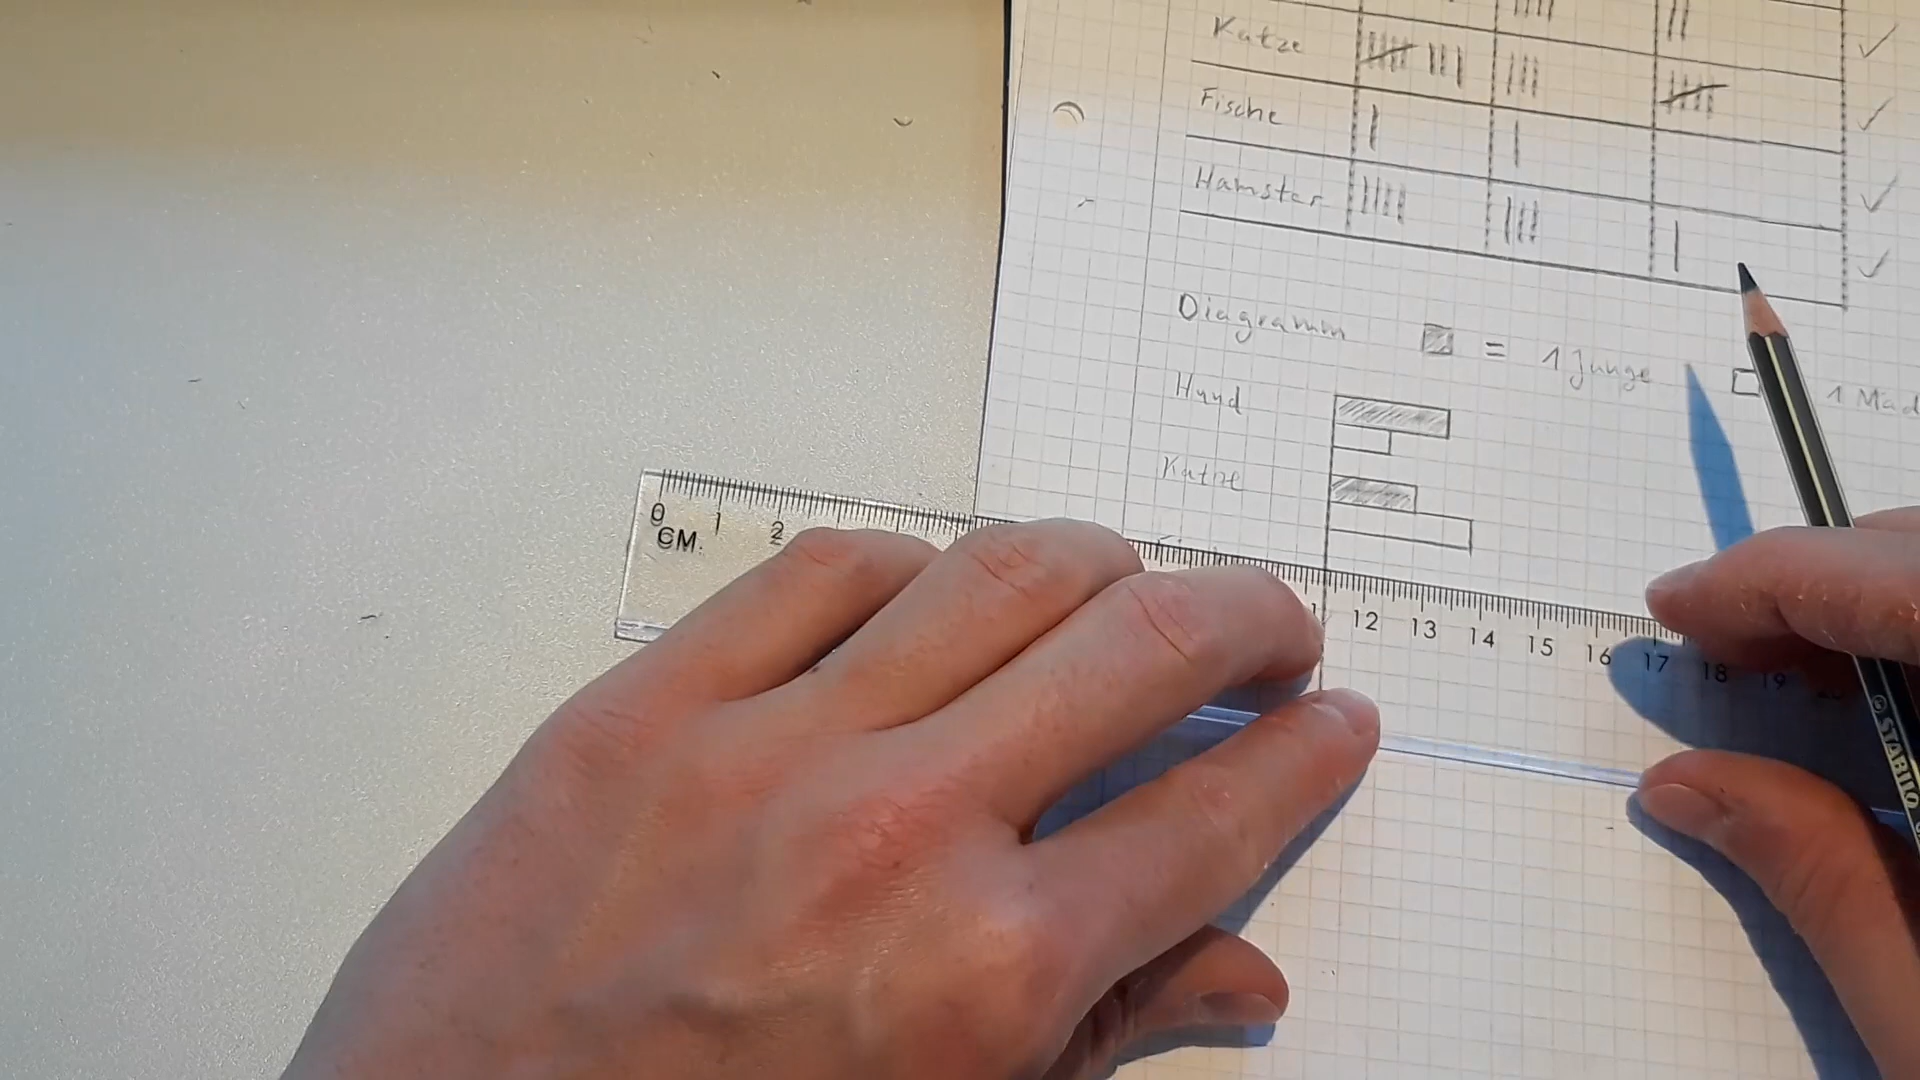 Katze
Fische
Hamster
Diagramm = 1 Junge 1 Mäd
Hund
Katze
0 1 2 12 13 14 15 16 17 18 19
CM.
STABILO